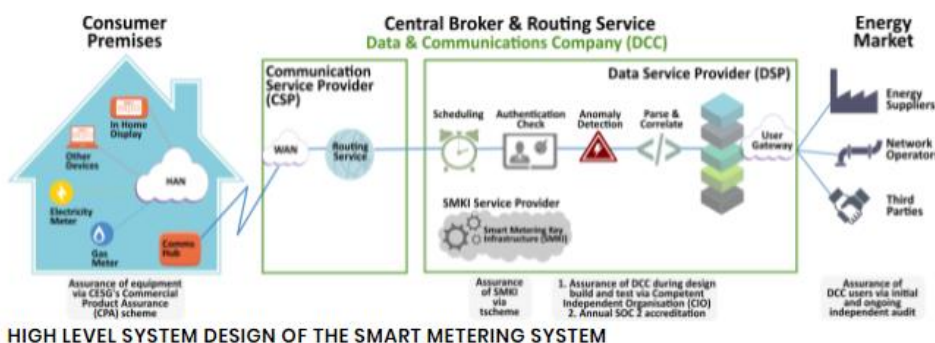 Consumer
Premises
Central Broker & Routing Service
Data & Communications Company (DCC)
Energy
Market
Communication
Service Provider
(CSP)
Data Service Provider (DSP)
In Home
Display
Other
Devices
HAN
Electricity
Meter
Gas
Meter
Comms
Hub
WAN
Routing
Service
Scheduling
Authentication
Check
Anomaly
Detection
Parse &
Correlate
User
Gateway
SMKI Service Provider
Smart Metering Key
Infrastructure (SMKI)
Energy
Suppliers
Network
Operators
Third
Parties
Assurance of equipment
via CESG's Commercial
Product Assurance
(CPA) scheme
Assurance
of SMKI
via
tscheme
1. Assurance of DCC during design
build and test via Competent
Independent Organisation (CIO)
2. Annual SOC 2 accreditation
Assurance of
DCC users via initial
and ongoing
independent audit
HIGH LEVEL SYSTEM DESIGN OF THE SMART METERING SYSTEM